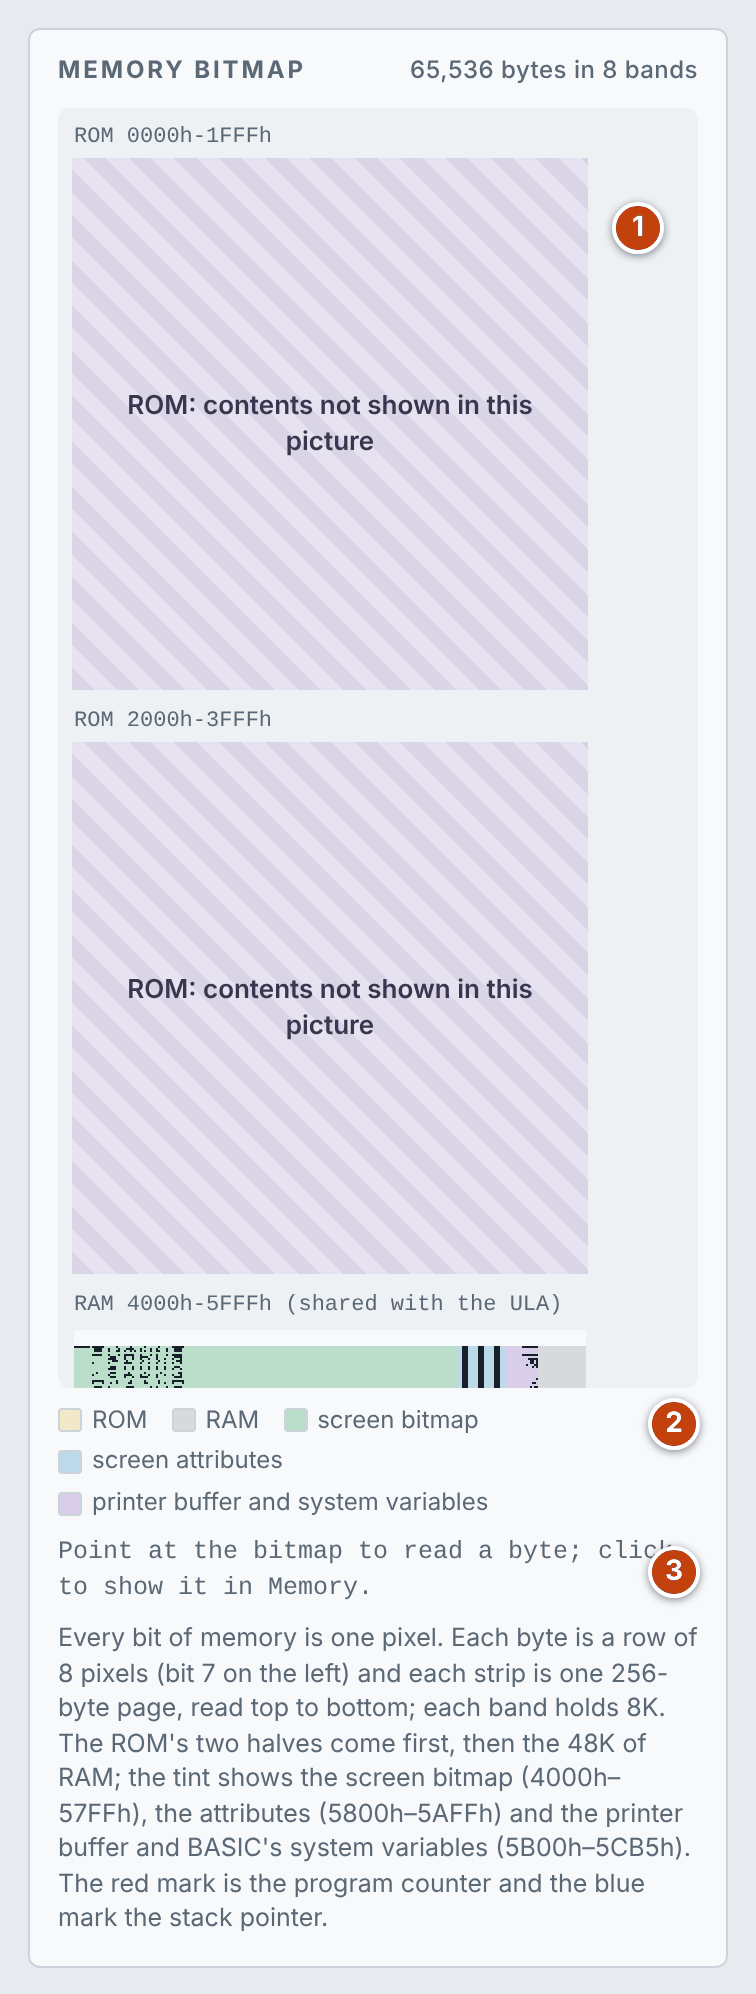 MEMORY BITMAP 65,536 bytes in 8 bands
ROM 0000h-1FFFh
1
ROM: contents not shown in this
picture
ROM 2000h-3FFFh
ROM: contents not shown in this
picture
RAM 4000h-5FFFh (shared with the ULA)
ROM RAM screen bitmap
2
screen attributes
printer buffer and system variables
Point at the bitmap to read a byte; click
3
to show it in Memory.
Every bit of memory is one pixel. Each byte is a row of
8 pixels (bit 7 on the left) and each strip is one 256-
byte page, read top to bottom; each band holds 8K.
The ROM's two halves come first, then the 48K of
RAM; the tint shows the screen bitmap (4000h–
57FFh), the attributes (5800h–5AFFh) and the printer
buffer and BASIC's system variables (5B00h–5CB5h).
The red mark is the program counter and the blue
mark the stack pointer.